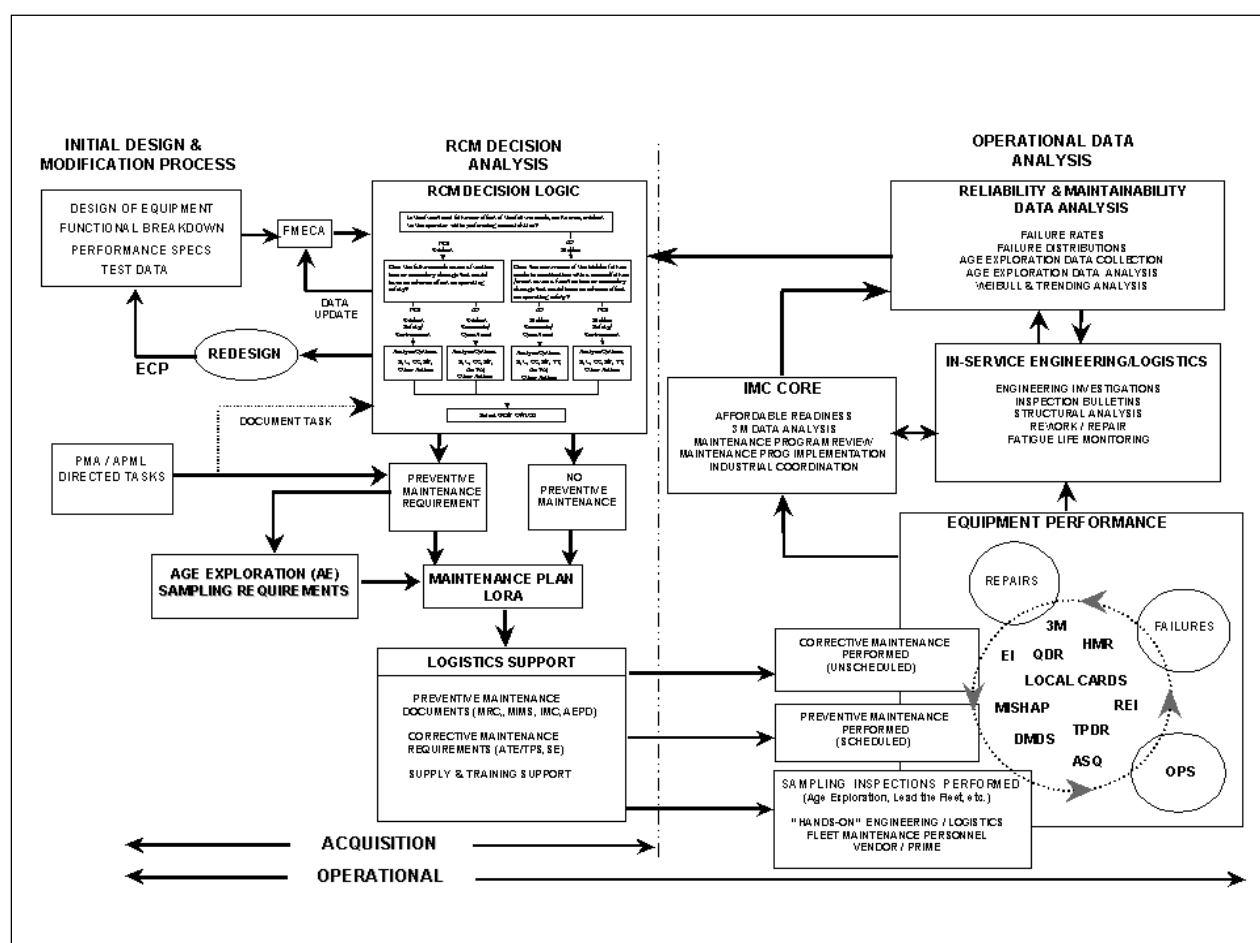 INITIAL DESIGN &
MODIFICATION PROCESS
DESIGN OF EQUIPMENT
FUNCTIONAL BREAKDOWN
PERFORMANCE SPECS
TEST DATA
FMECA
DATA
UPDATE
REDESIGN
ECP
DOCUMENT TASK
PMA / APML
DIRECTED TASKS
RCM DECISION
ANALYSIS
RCM DECISION LOGIC
PREVENTIVE
MAINTENANCE
REQUIREMENT
NO
PREVENTIVE
MAINTENANCE
AGE EXPLORATION (AE)
SAMPLING REQUIREMENTS
MAINTENANCE PLAN
LORA
LOGISTICS SUPPORT
PREVENTIVE MAINTENANCE
DOCUMENTS (MRC,, MIMS, IMC, AEPD)
CORRECTIVE MAINTENANCE
REQUIREMENTS (ATE/TPS, SE)
SUPPLY & TRAINING SUPPORT
OPERATIONAL DATA
ANALYSIS
RELIABILITY & MAINTAINABILITY
DATA ANALYSIS
FAILURE RATES
FAILURE DISTRIBUTIONS
AGE EXPLORATION DATA COLLECTION
AGE EXPLORATION DATA ANALYSIS
WEIBULL & TRENDING ANALYSIS
IN-SERVICE ENGINEERING/LOGISTICS
ENGINEERING INVESTIGATIONS
INSPECTION BULLETINS
STRUCTURAL ANALYSIS
REWORK / REPAIR
FATIGUE LIFE MONITORING
IMC CORE
AFFORDABLE READINESS
3M DATA ANALYSIS
MAINTENANCE PROGRAM REVIEW
MAINTENANCE PROG IMPLEMENTATION
INDUSTRIAL COORDINATION
EQUIPMENT PERFORMANCE
REPAIRS
FAILURES
OPS
3M
EI
QDR
HMR
LOCAL CARDS
MISHAP
REI
TPDR
DMDS
ASQ
CORRECTIVE MAINTENANCE
PERFORMED
(UNSCHEDULED)
PREVENTIVE MAINTENANCE
PERFORMED
(SCHEDULED)
SAMPLING INSPECTIONS PERFORMED
(Age Exploration, Lead the Fleet, etc.)
"HANDS-ON" ENGINEERING / LOGISTICS
FLEET MAINTENANCE PERSONNEL
VENDOR / PRIME
ACQUISITION
OPERATIONAL